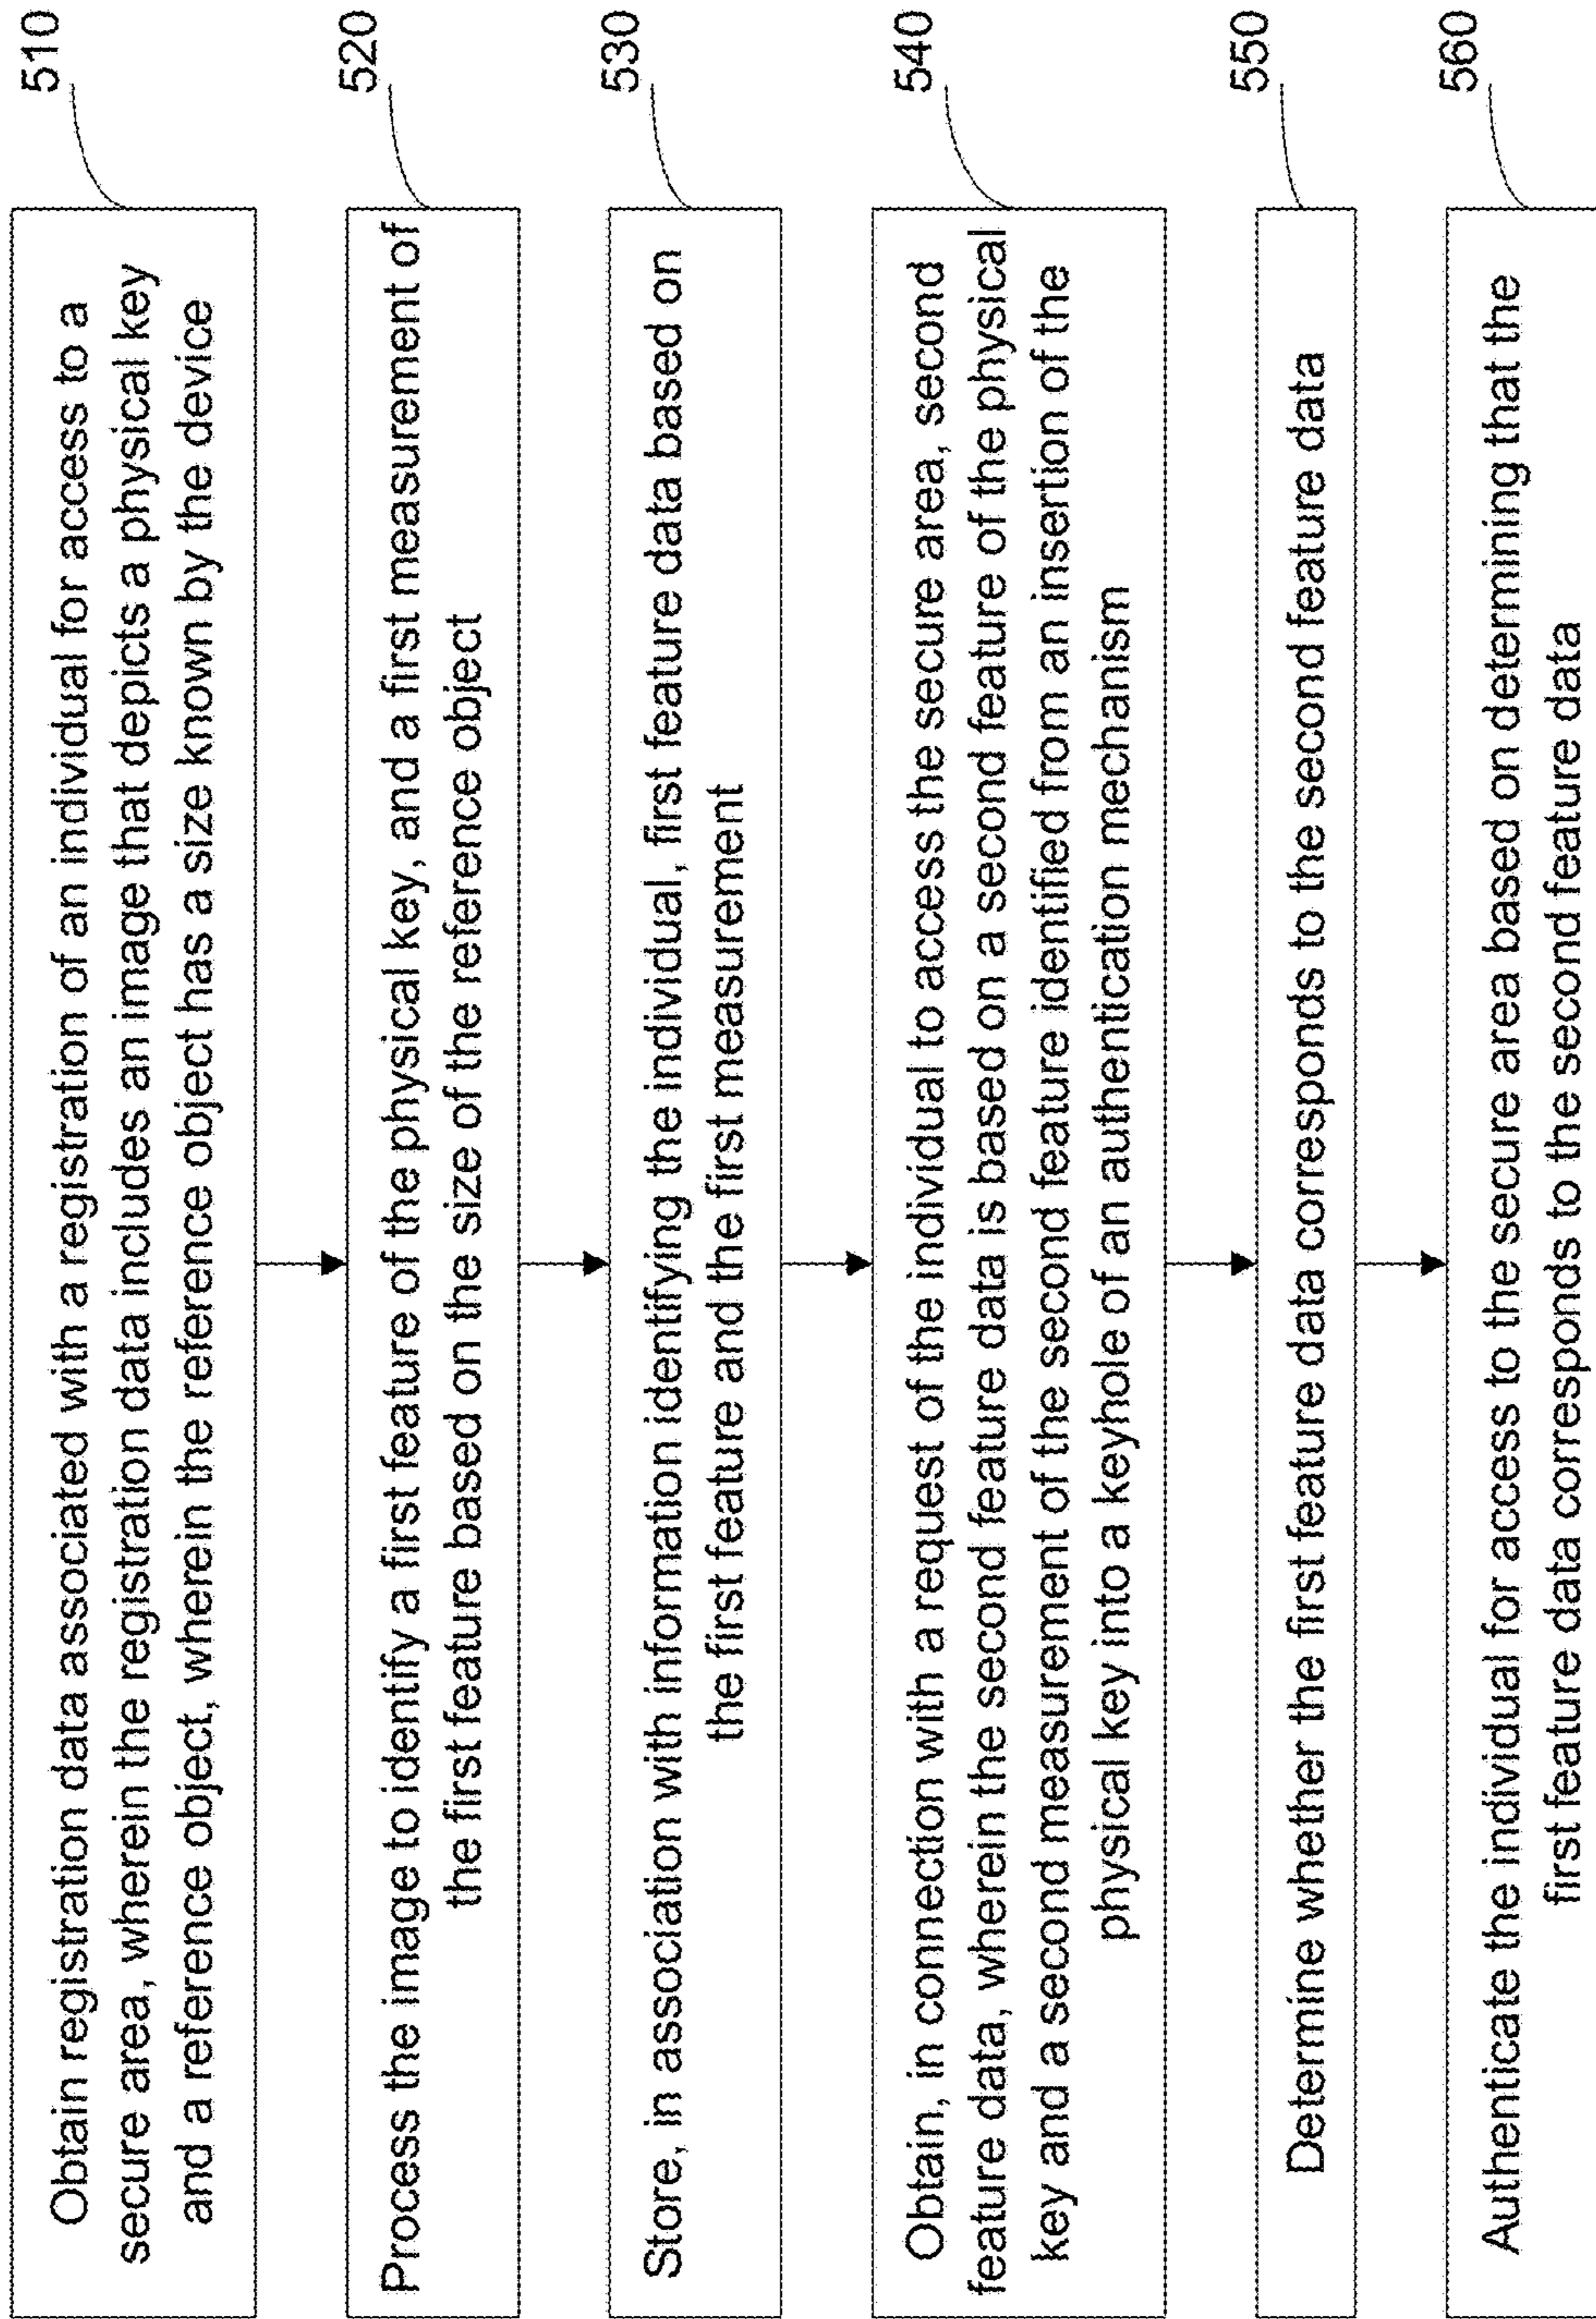 510
Obtain registration data associated with a registration of an individual for access to a
secure area, wherein the registration data includes an image that depicts a physical key
and a reference object, wherein the reference object has a size known by the device
520
Process the image to identify a first feature of the physical key, and a first measurement of
the first feature based on the size of the reference object
530
Store, in association with information identifying the individual, first feature data based on
the first feature and the first measurement
540
Obtain, in connection with a request of the individual to access the secure area, second
feature data, wherein the second feature data is based on a second feature of the physical
key and a second measurement of the second feature identified from an insertion of the
physical key into a keyhole of an authentication mechanism
550
Determine whether the first feature data corresponds to the second feature data
560
Authenticate the individual for access to the secure area based on determining that the
first feature data corresponds to the second feature data